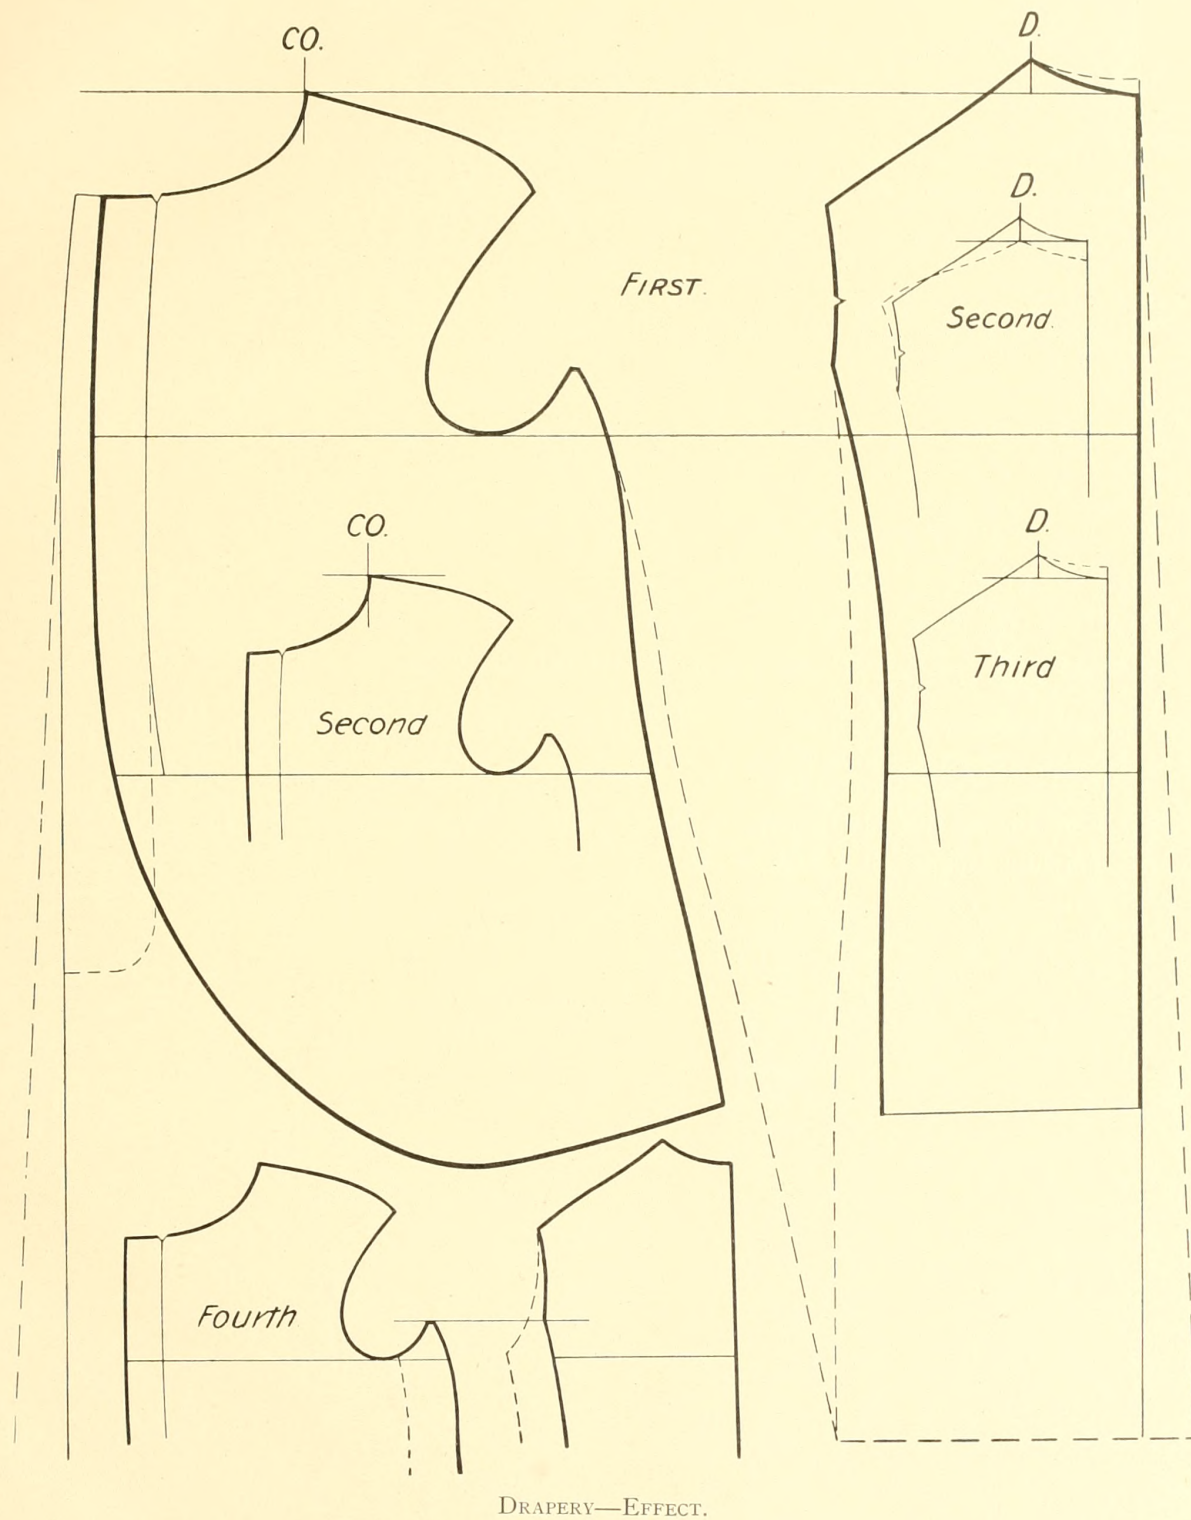 CO.
D.
D.
FIRST.
Second.
CO.
D.
Third
Second
Fourth
DRAPERY—EFFECT.